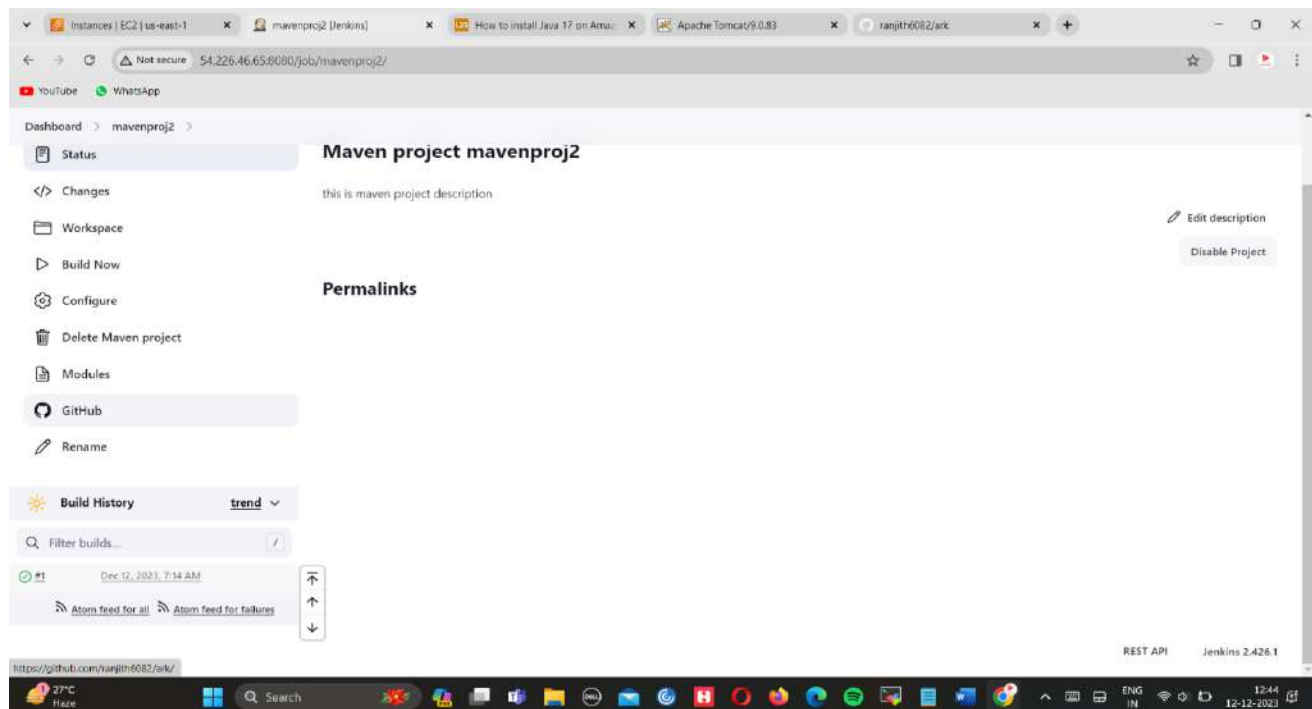 Instances | EC2 | us-east-1
mavenproj2 [Jenkins]
How to install Java 17 on Amaz
Apache Tomcat/9.0.83
ranjith6082/ark
Not secure
54.226.46.65:8080/job/mavenproj2/
YouTube
WhatsApp
Dashboard > mavenproj2 >
Status
Maven project mavenproj2
Changes
this is maven project description
Workspace
Edit description
Build Now
Disable Project
Permalinks
Configure
Delete Maven project
Modules
GitHub
Rename
Build History
trend
Filter builds...
/
#1
Dec 12, 2023, 7:14 AM
Atom feed for all
Atom feed for failures
REST API
Jenkins 2.426.1
https://github.com/ranjith6082/ark/
27°C
Haze
Search
ENG
IN
12:44
12-12-2023